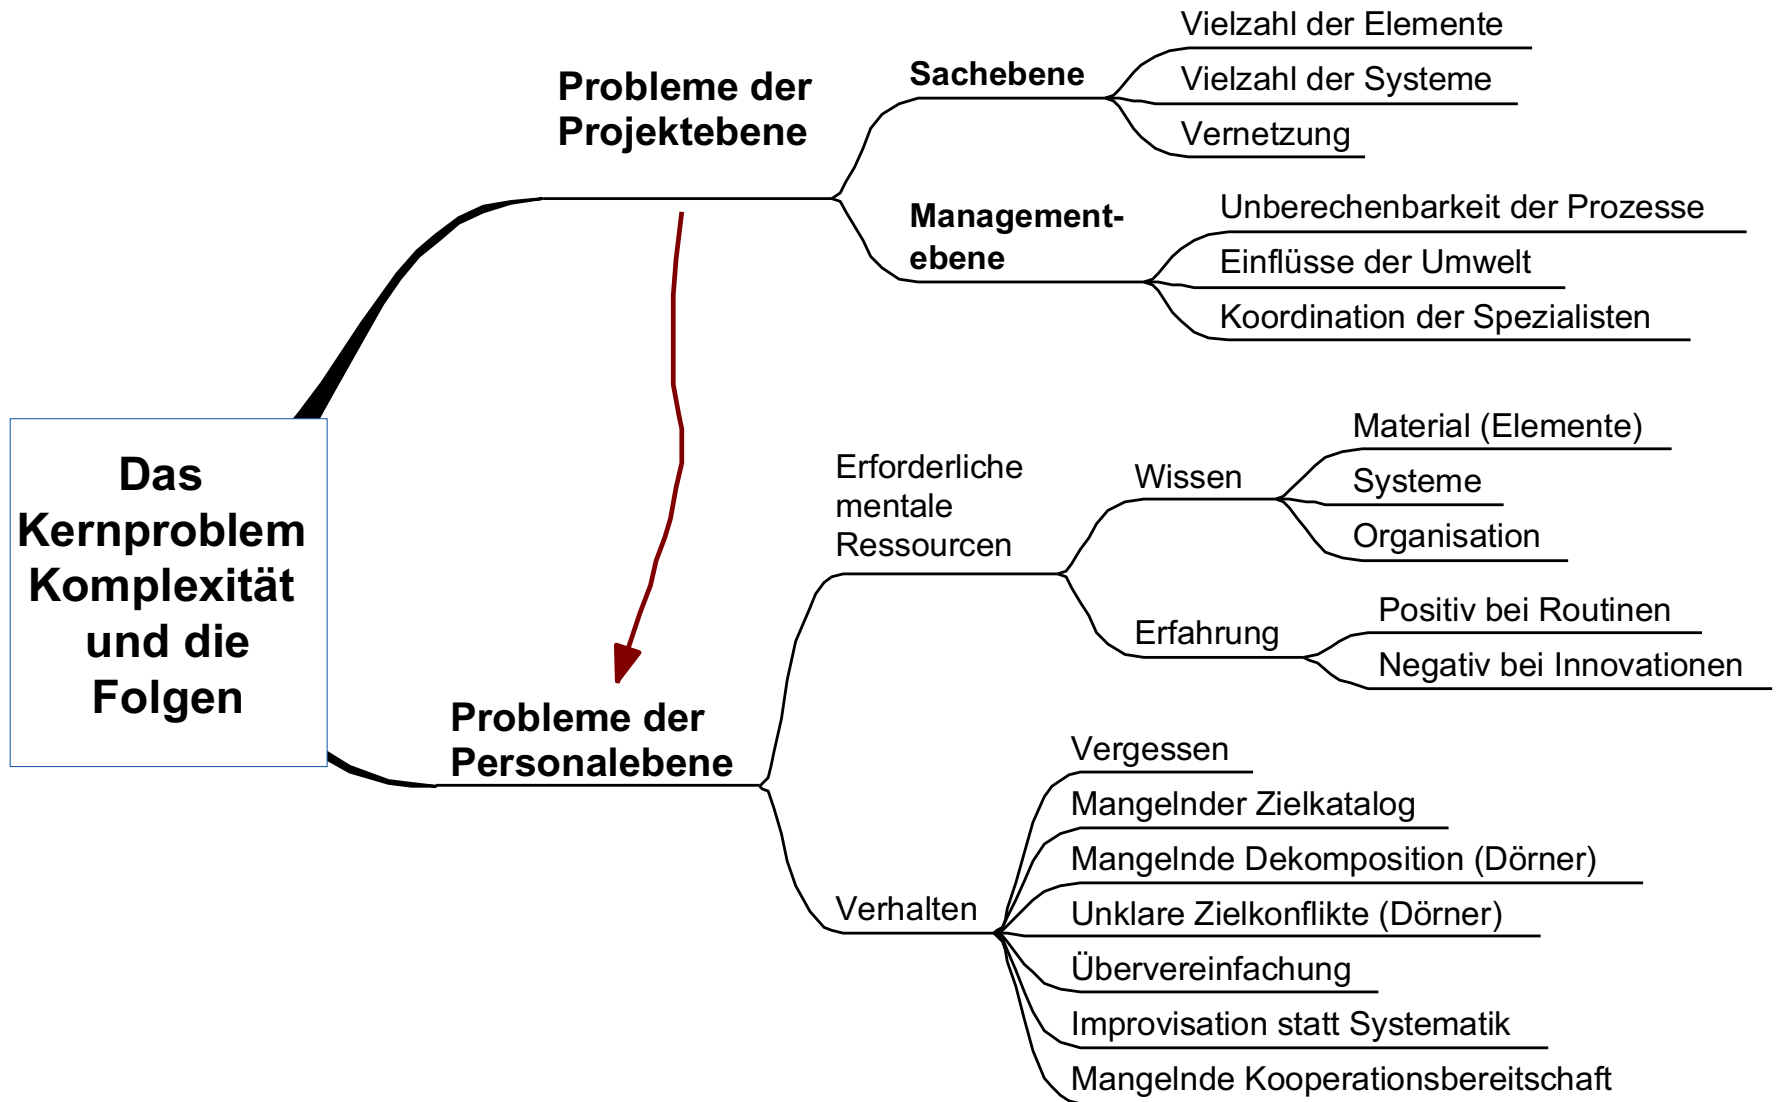 Das
Kernproblem
Komplexität
und die
Folgen
Probleme der
Projektebene
Sachebene
Vielzahl der Elemente
Vielzahl der Systeme
Vernetzung
Management-
ebene
Unberechenbarkeit der Prozesse
Einflüsse der Umwelt
Koordination der Spezialisten
Probleme der
Personalebene
Erforderliche
mentale
Ressourcen
Wissen
Material (Elemente)
Systeme
Organisation
Erfahrung
Positiv bei Routinen
Negativ bei Innovationen
Verhalten
Vergessen
Mangelnder Zielkatalog
Mangelnde Dekomposition (Dörner)
Unklare Zielkonflikte (Dörner)
Übervereinfachung
Improvisation statt Systematik
Mangelnde Kooperationsbereitschaft